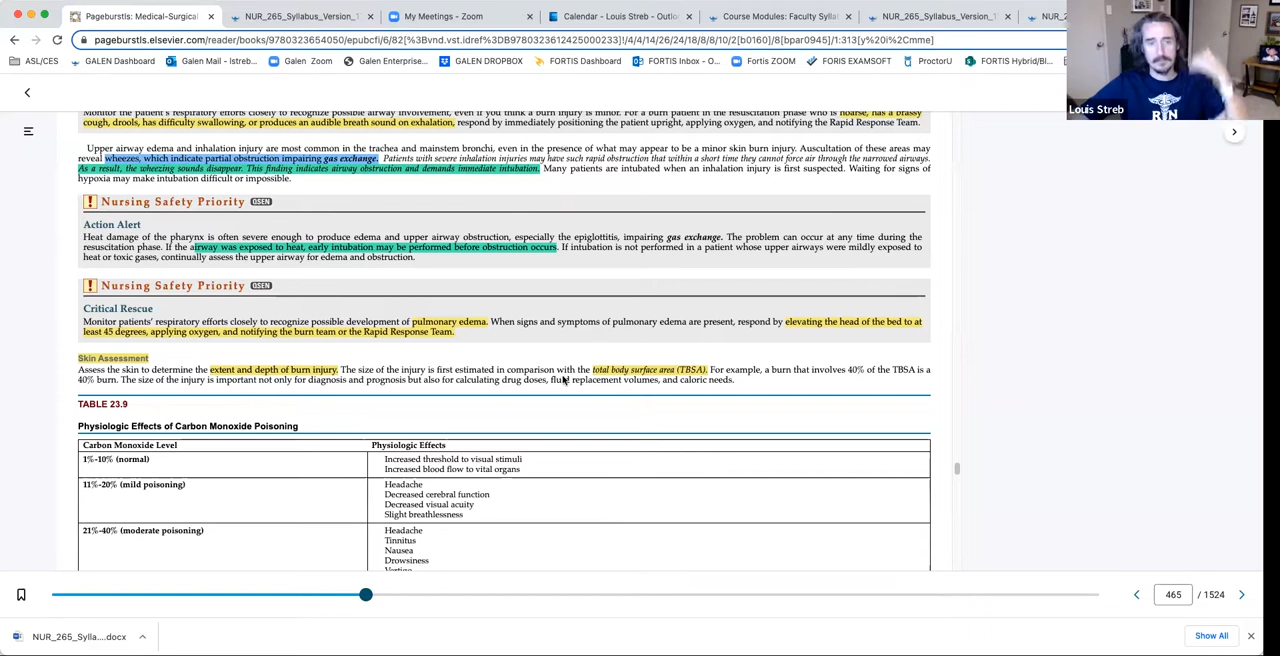 Pageburstls: Medical-Surgical
NUR_265_Syllabus_Version_1
My Meetings - Zoom
Calendar - Louis Streb - Outlo
Course Modules: Faculty Sylla
NUR_265_Syllabus_Version_1
NUR_2
pageburstls.elsevier.com/reader/books/9780323654050/epubcfi/6/82[%3Bvnd.vst.idref%3DB9780323612425000233]!/4/4/14/26/24/18/8/8/10/2[b0160]/8[bpar0945]/1:313[y%20i%2Cmme]
ASL/CES
GALEN Dashboard
Galen Mail - lstreb...
Galen Zoom
Galen Enterprise...
GALEN DROPBOX
FORTIS Dashboard
FORTIS Inbox - O...
Fortis ZOOM
FORIS EXAMSOFT
ProctorU
FORTIS Hybrid/Bl...
Louis Streb
RN
Monitor the patient's respiratory efforts closely to recognize possible airway involvement, even if you think a burn injury is minor. For a burn patient in the resuscitation phase who is hoarse, has a brassy
cough, drools, has difficulty swallowing, or produces an audible breath sound on exhalation, respond by immediately positioning the patient upright, applying oxygen, and notifying the Rapid Response Team.
Upper airway edema and inhalation injury are most common in the trachea and mainstem bronchi, even in the presence of what may appear to be a minor skin burn injury. Auscultation of these areas may
reveal wheezes, which indicate partial obstruction impairing gas exchange. Patients with severe inhalation injuries may have such rapid obstruction that within a short time they cannot force air through the narrowed airways.
As a result, the wheezing sounds disappear. This finding indicates airway obstruction and demands immediate intubation. Many patients are intubated when an inhalation injury is first suspected. Waiting for signs of
hypoxia may make intubation difficult or impossible.
! Nursing Safety Priority QSEN
Action Alert
Heat damage of the pharynx is often severe enough to produce edema and upper airway obstruction, especially the epiglottitis, impairing gas exchange. The problem can occur at any time during the
resuscitation phase. If the airway was exposed to heat, early intubation may be performed before obstruction occurs. If intubation is not performed in a patient whose upper airways were mildly exposed to
heat or toxic gases, continually assess the upper airway for edema and obstruction.
! Nursing Safety Priority QSEN
Critical Rescue
Monitor patients' respiratory efforts closely to recognize possible development of pulmonary edema. When signs and symptoms of pulmonary edema are present, respond by elevating the head of the bed to at
least 45 degrees, applying oxygen, and notifying the burn team or the Rapid Response Team.
Skin Assessment
Assess the skin to determine the extent and depth of burn injury. The size of the injury is first estimated in comparison with the total body surface area (TBSA). For example, a burn that involves 40% of the TBSA is a
40% burn. The size of the injury is important not only for diagnosis and prognosis but also for calculating drug doses, fluid replacement volumes, and caloric needs.
TABLE 23.9
Physiologic Effects of Carbon Monoxide Poisoning
Carbon Monoxide Level
Physiologic Effects
1%-10% (normal)
Increased threshold to visual stimuli
Increased blood flow to vital organs
11%-20% (mild poisoning)
Headache
Decreased cerebral function
Decreased visual acuity
Slight breathlessness
21%-40% (moderate poisoning)
Headache
Tinnitus
Nausea
Drowsiness
Vertigo
465 / 1524
NUR_265_Sylla....docx
Show All